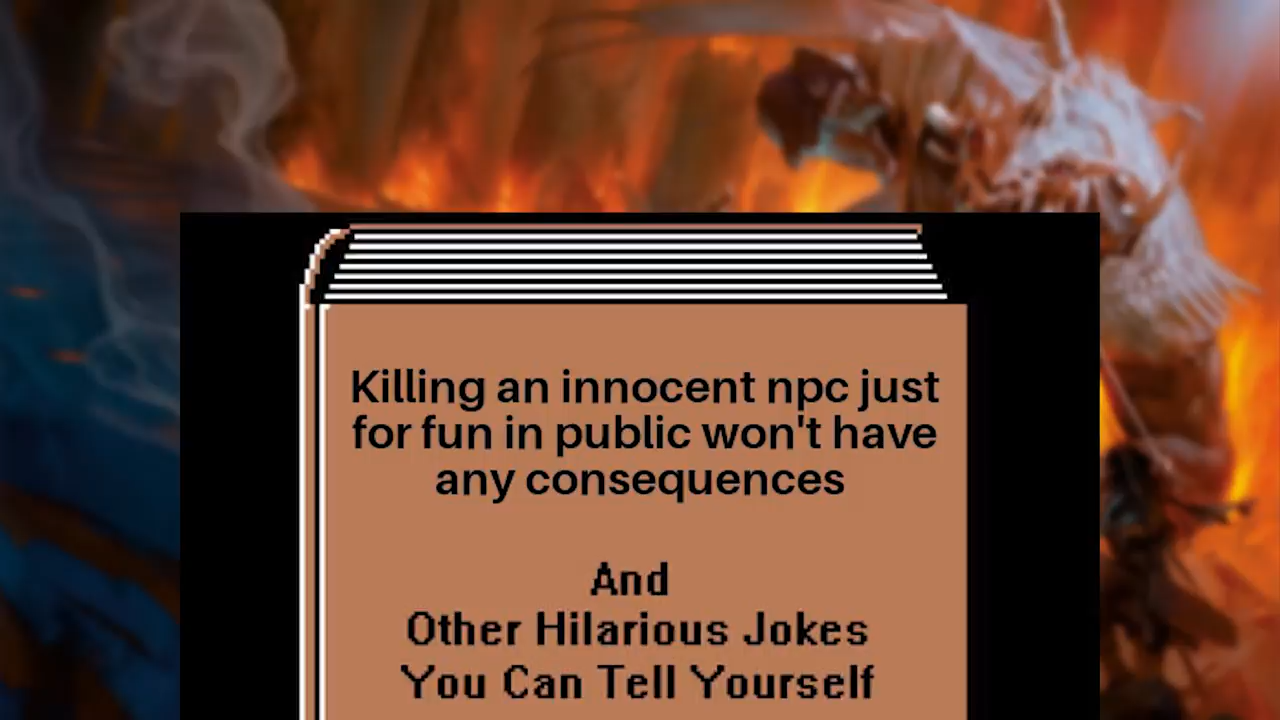 Killing an innocent npc just
for fun in public won't have
any consequences
And
Other Hilarious Jokes
You Can Tell Yourself